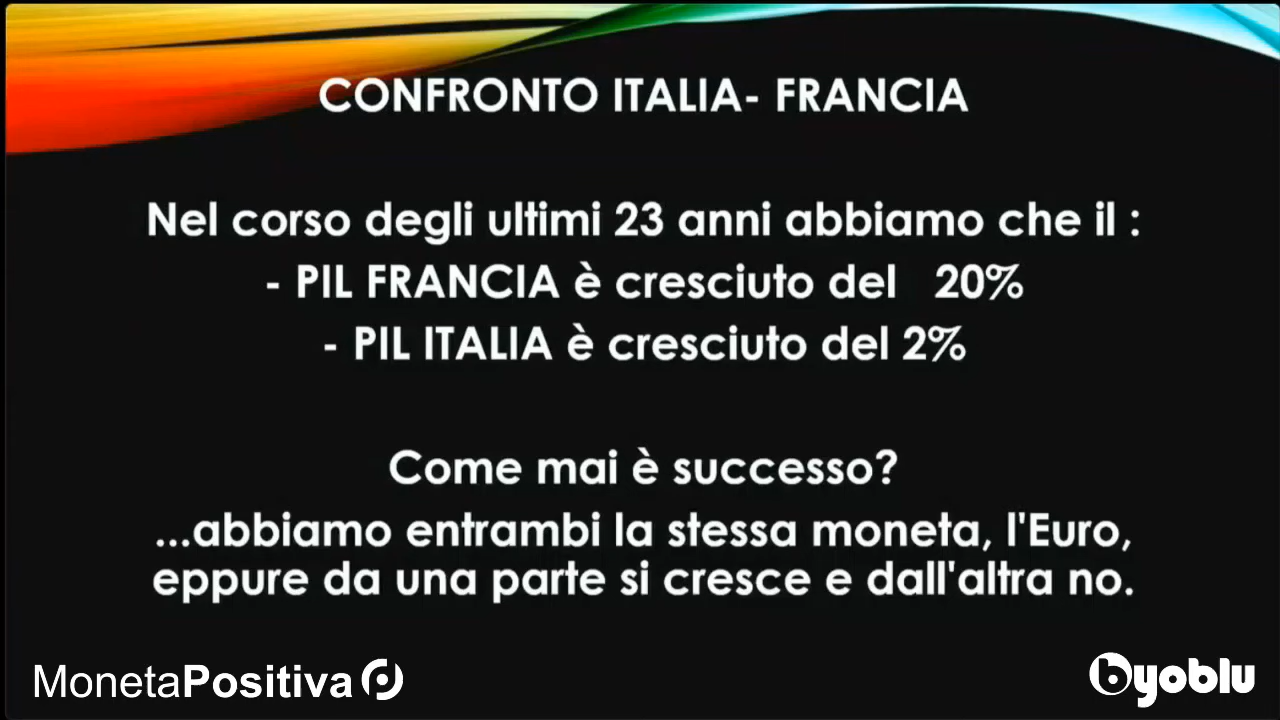 CONFRONTO ITALIA- FRANCIA
Nel corso degli ultimi 23 anni abbiamo che il :
- PIL FRANCIA è cresciuto del 20%
- PIL ITALIA è cresciuto del 2%
Come mai è successo?
...abbiamo entrambi la stessa moneta, l'Euro,
eppure da una parte si cresce e dall'altra no.
MonetaPositiva
byoblu